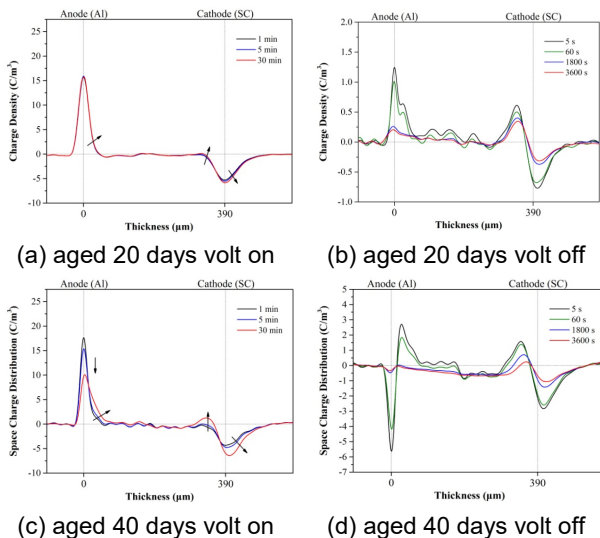 Anode (Al) Cathode (SC)
25
20
15
10
5
0
-5
-10
Charge Density (C/m³)
1 min
5 min
30 min
0 390
Thickness (μm)
(a) aged 20 days volt on
Anode (Al) Cathode (SC)
2.0
1.5
1.0
0.5
0.0
-0.5
-1.0
Charge Density (C/m³)
5 s
60 s
1800 s
3600 s
0 390
Thickness (μm)
(b) aged 20 days volt off
Anode (Al) Cathode (SC)
25
20
15
10
5
0
-5
-10
Space Charge Distribution (C/m³)
1 min
5 min
30 min
0 390
Thickness (μm)
(c) aged 40 days volt on
Anode (Al) Cathode (SC)
5
4
3
2
1
0
-1
-2
-3
-4
-5
-6
-7
Space Charge Distribution (C/m³)
5 s
60 s
1800 s
3600 s
0 390
Thickness (μm)
(d) aged 40 days volt off